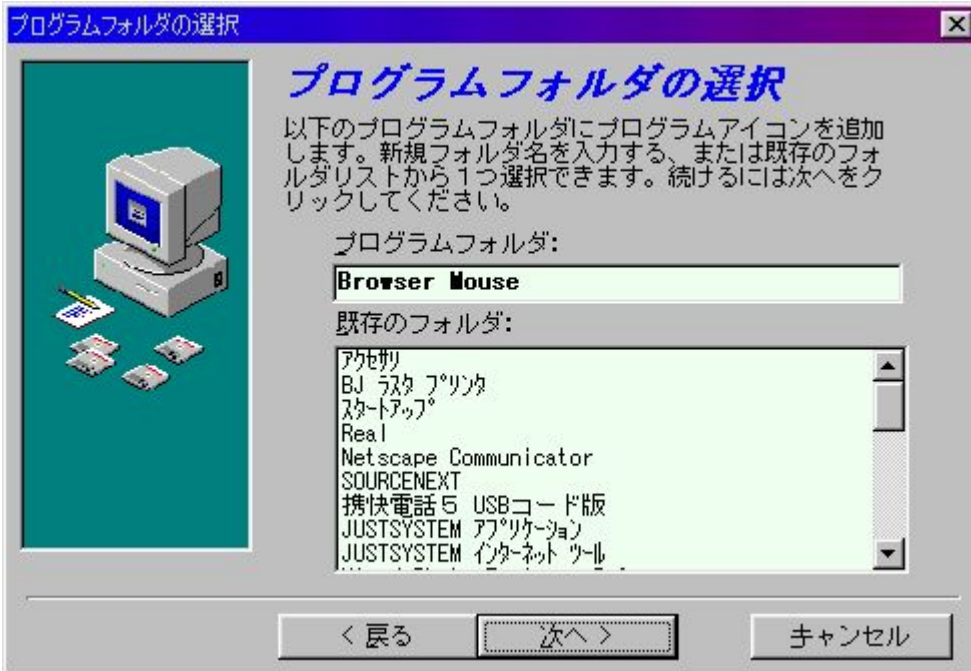 プログラムフォルダの選択
プログラムフォルダの選択
以下のプログラムフォルダにプログラムアイコンを追加
します。新規フォルダ名を入力する、または既存のフォ
ルダリストから１つ選択できます。続けるには次へをク
リックしてください。
プログラムフォルダ:
Browser Mouse
既存のフォルダ:
ｱｸｾｻﾘ
BJ ﾗｽﾀ ﾌﾟﾘﾝﾀ
ｽﾀｰﾄｱｯﾌﾟ
Real
Netscape Communicator
SOURCENEXT
携快電話５ USBコード版
JUSTSYSTEM ｱﾌﾟﾘｹｰｼｮﾝ
JUSTSYSTEM ｲﾝﾀｰﾈｯﾄ ﾂｰﾙ
< 戻る
次へ >
キャンセル